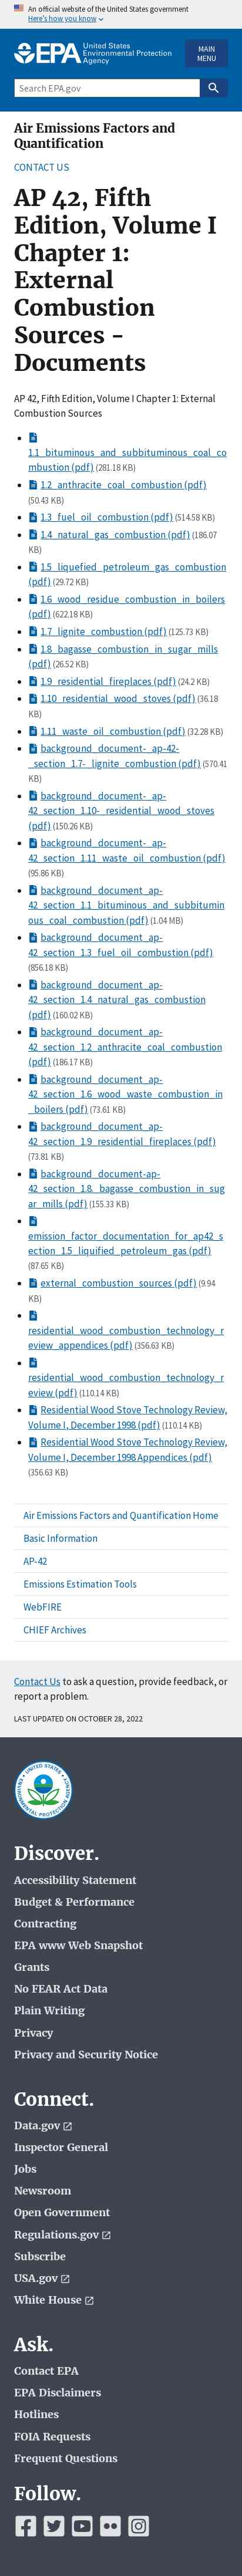 An official website of the United States government
Here's how you know
EPA
United States
Environmental Protection
Agency
MAIN
MENU
Search EPA.gov
Air Emissions Factors and
Quantification
CONTACT US
AP 42, Fifth
Edition, Volume I
Chapter 1:
External
Combustion
Sources -
Documents
AP 42, Fifth Edition, Volume I Chapter 1: External
Combustion Sources
1.1_bituminous_and_subbituminous_coal_co
mbustion (pdf) (281.18 KB)
1.2_anthracite_coal_combustion (pdf)
(50.43 KB)
1.3_fuel_oil_combustion (pdf) (514.58 KB)
1.4_natural_gas_combustion (pdf) (186.07
KB)
1.5_liquefied_petroleum_gas_combustion
(pdf) (29.72 KB)
1.6_wood_residue_combustion_in_boilers
(pdf) (622.18 KB)
1.7_lignite_combustion (pdf) (125.73 KB)
1.8_bagasse_combustion_in_sugar_mills
(pdf) (26.52 KB)
1.9_residential_fireplaces (pdf) (24.2 KB)
1.10_residential_wood_stoves (pdf) (36.18
KB)
1.11_waste_oil_combustion (pdf) (32.28 KB)
background_document-_ap-42-
_section_1.7-_lignite_combustion (pdf) (570.41
KB)
background_document-_ap-
42_section_1.10-_residential_wood_stoves
(pdf) (150.26 KB)
background_document-_ap-
42_section_1.11_waste_oil_combustion (pdf)
(95.86 KB)
background_document_ap-
42_section_1.1_bituminous_and_subbitumin
ous_coal_combustion (pdf) (1.04 MB)
background_document_ap-
42_section_1.3_fuel_oil_combustion (pdf)
(856.18 KB)
background_document_ap-
42_section_1.4_natural_gas_combustion
(pdf) (160.02 KB)
background_document_ap-
42_section_1.2_anthracite_coal_combustion
(pdf) (186.17 KB)
background_document_ap-
42_section_1.6_wood_waste_combustion_in
_boilers (pdf) (73.61 KB)
background_document_ap-
42_section_1.9_residential_fireplaces (pdf)
(73.81 KB)
background_document-ap-
42_section_1.8._bagasse_combustion_in_sug
ar_mills (pdf) (155.33 KB)
emission_factor_documentation_for_ap42_s
ection_1.5_liquified_petroleum_gas (pdf)
(87.65 KB)
external_combustion_sources (pdf) (9.94
KB)
residential_wood_combustion_technology_r
eview_appendices (pdf) (356.63 KB)
residential_wood_combustion_technology_r
eview (pdf) (110.14 KB)
Residential Wood Stove Technology Review,
Volume I, December 1998 (pdf) (110.14 KB)
Residential Wood Stove Technology Review,
Volume I, December 1998 Appendices (pdf)
(356.63 KB)
Air Emissions Factors and Quantification Home
Basic Information
AP-42
Emissions Estimation Tools
WebFIRE
CHIEF Archives
Contact Us to ask a question, provide feedback, or
report a problem.
LAST UPDATED ON OCTOBER 28, 2022
Discover.
Accessibility Statement
Budget & Performance
Contracting
EPA www Web Snapshot
Grants
No FEAR Act Data
Plain Writing
Privacy
Privacy and Security Notice
Connect.
Data.gov
Inspector General
Jobs
Newsroom
Open Government
Regulations.gov
Subscribe
USA.gov
White House
Ask.
Contact EPA
EPA Disclaimers
Hotlines
FOIA Requests
Frequent Questions
Follow.